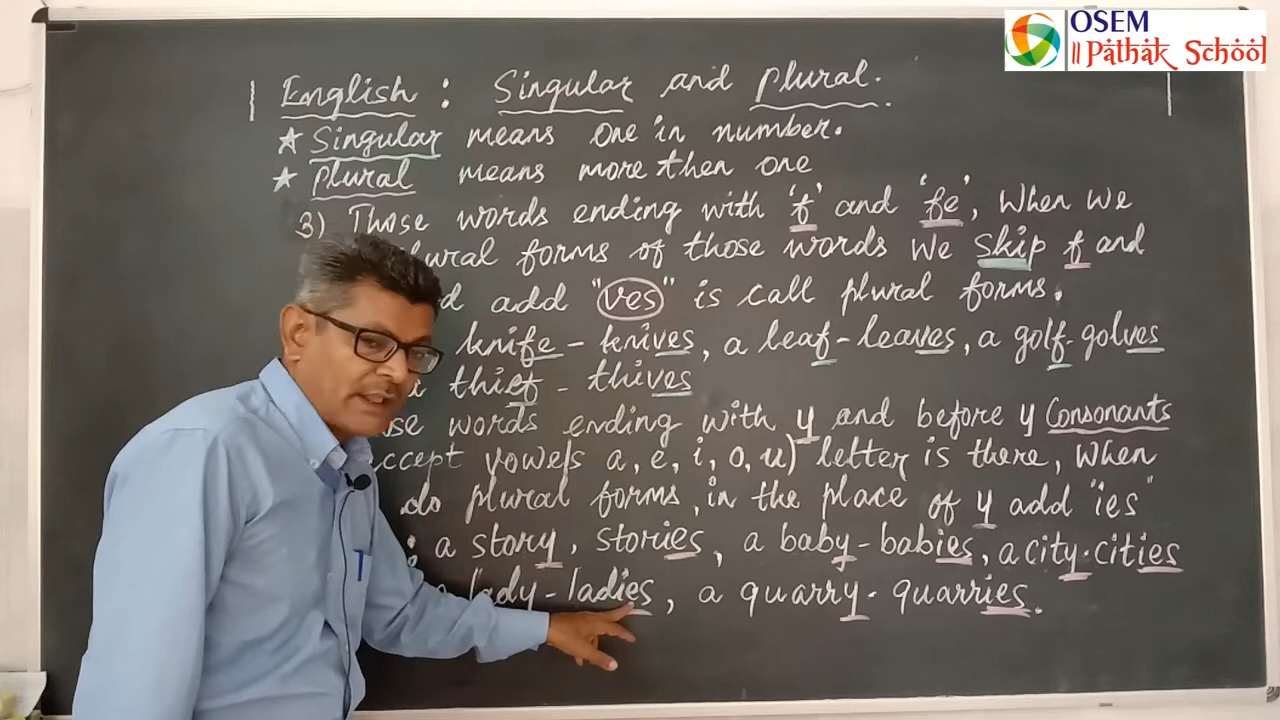 OSEM
॥ Pathak School
English : Singular and plural.
★ Singular means one in number.
★ plural means more then one
3) Those words ending with 'f' and 'fe', When we
plural forms of those words we skip f and
add "ves" is call plural forms.
knife - knives, a leaf - leaves, a golf - golves
thief - thives
words ending with y and before y Consonants
accept vowels a, e, i, o, u) letter is there, When
do plural forms, in the place of y add "ies"
: a story, stories, a baby - babies, a city - cities
lady - ladies, a quarry - quarries.